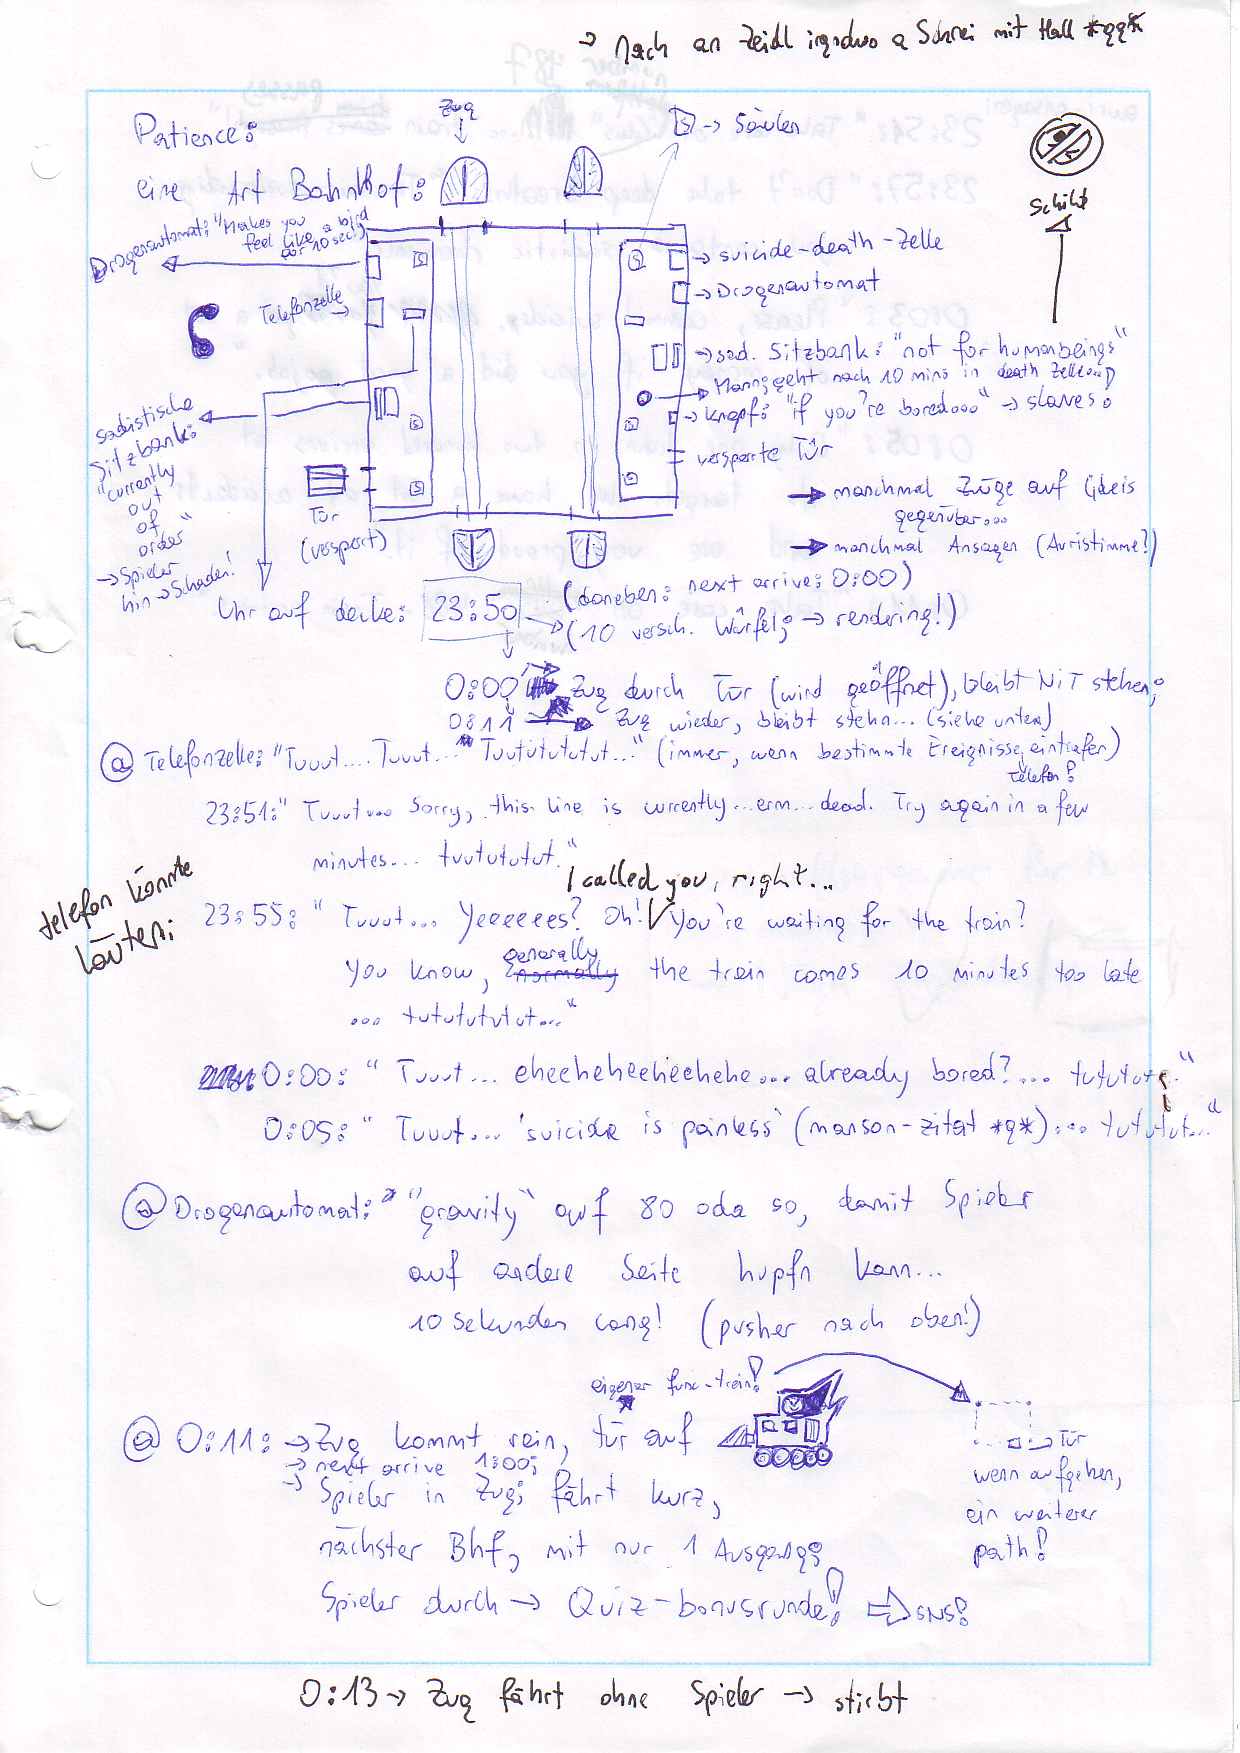 → Nach an Zeidl irgndwo a Schrei mit Hall *gg*
Patience:
eine Art Bahnhof:
Zug
S → Säulen
Schild
Drogenautomat: "Makes you
feel like a bird
for 10 sec!"
Telefonzelle →
→ suicide-death-Zelle
→ Drogenautomat
→ sad. Sitzbank: "not for humanbeings"
→ Mann, geht nach 10 mins in death Zelle
→ Knopf: "if you're bored..." → slaves
versperrte Tür
sadistische
Sitzbank:
"currently
out
of
order"
→ Spieler
hin → Schaden!
Tür
(versperrt)
→ manchmal Züge auf Gleis
gegenüber...
→ manchmal Ansagen (Avristimme?)
Uhr auf decke: 23:50 (daneben: next arrive: 0:00)
→ (10 versch. Würfel; → rendering!)
0:00 → Zug durch Tür (wird geöffnet), bleibt NIT stehen;
0:11 → Zug wieder, bleibt stehn... (siehe unten)
@ Telefonzelle: "Tuuut.... Tuuut... Tuututututut..." (immer, wenn bestimmte Ereignisse eintrafen)
Telefon!
23:51: "Tuuut... Sorry, this line is currently...erm...dead. Try again in a few
minutes... tuutututut."
telefon könnte
läuten;
I called you, right...
23:55: "Tuuut... Yeeeeees? Oh! You're waiting for the train?
You know, normally generally the train comes 10 minutes too late
... tutututututut..."
0:00: "Tuuut... eheeheheeheehehe... already bored?... tutututut."
0:05: "Tuuut... 'suicide is painless' (manson-zitat *g*)... tutututut..."
@ Drogenautomat: "gravity" auf 80 oda so, damit Spieler
auf andere Seite hupfn kann...
10 Sekunden lang! (pusher nach oben!)
eigener func-train!
@ 0:11: → Zug kommt rein, tür auf
→ next arrive 1:00;
→ Spieler in Zug; fährt kurz,
nächster Bhf, mit nur 1 Ausgang;
Spieler durch → Quiz-bonusrunde! ⇒ SNS!
→ Tür
wenn aufgehen,
ein weiterer
path!
0:13 → Zug fährt ohne Spieler → stirbt